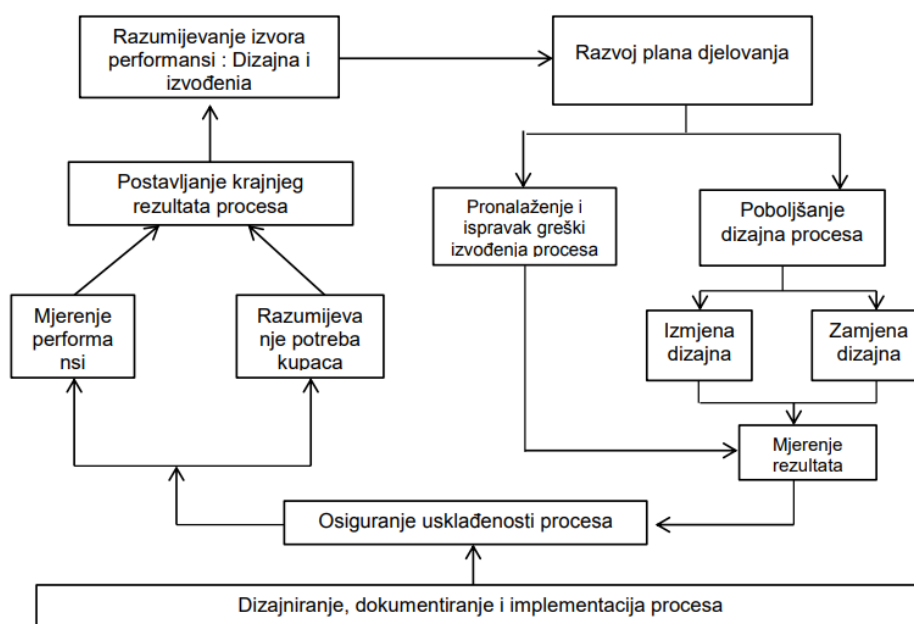 Razumijevanje izvora
performansi : Dizajna i
izvođenia
Razvoj plana djelovanja
Postavljanje krajnjeg
rezultata procesa
Pronalaženje i
ispravak greški
izvođenja procesa
Poboljšanje
dizajna procesa
Mjerenje
performa
nsi
Razumijeva
nje potreba
kupaca
Izmjena
dizajna
Zamjena
dizajna
Mjerenje
rezultata
Osiguranje usklađenosti procesa
Dizajniranje, dokumentiranje i implementacija procesa